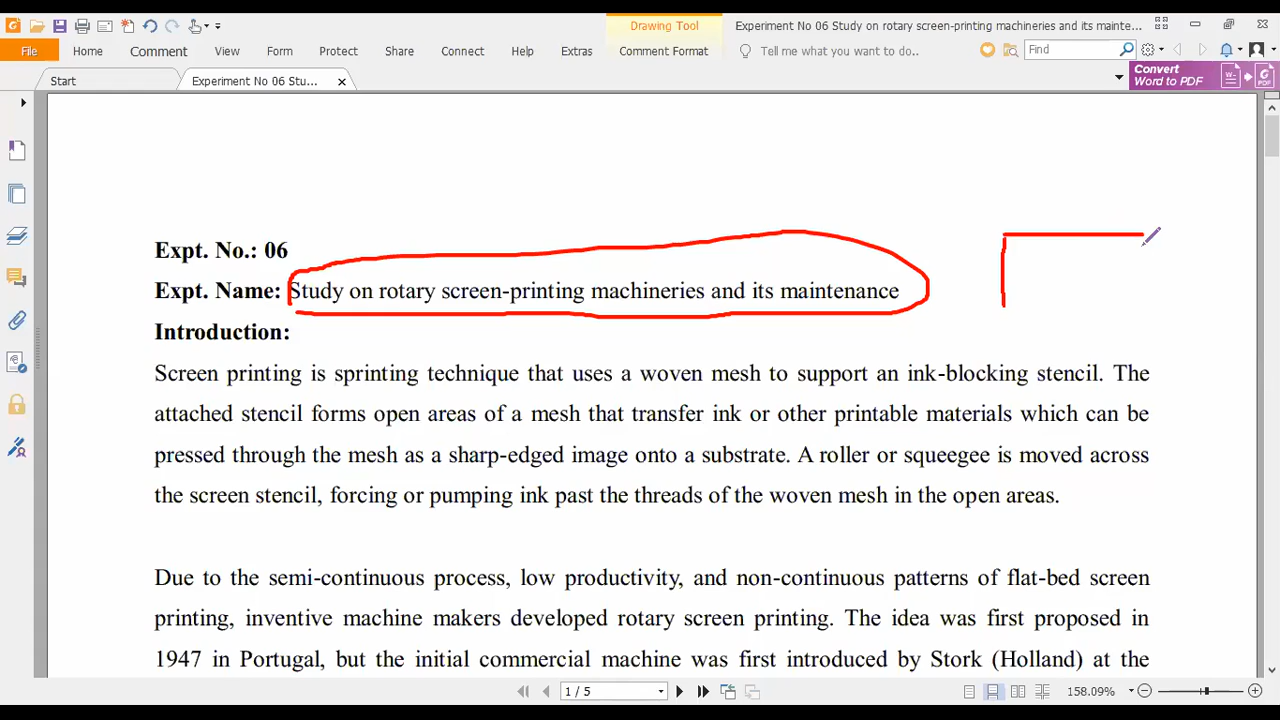 Drawing Tool
Experiment No 06 Study on rotary screen-printing machineries and its mainte...
File Home Comment View Form Protect Share Connect Help Extras Comment Format Tell me what you want to do.. Find
Start Experiment No 06 Stu... Convert
Word to PDF
Expt. No.: 06
Expt. Name: Study on rotary screen-printing machineries and its maintenance
Introduction:
Screen printing is sprinting technique that uses a woven mesh to support an ink-blocking stencil. The
attached stencil forms open areas of a mesh that transfer ink or other printable materials which can be
pressed through the mesh as a sharp-edged image onto a substrate. A roller or squeegee is moved across
the screen stencil, forcing or pumping ink past the threads of the woven mesh in the open areas.
Due to the semi-continuous process, low productivity, and non-continuous patterns of flat-bed screen
printing, inventive machine makers developed rotary screen printing. The idea was first proposed in
1947 in Portugal, but the initial commercial machine was first introduced by Stork (Holland) at the
1 / 5 158.09%